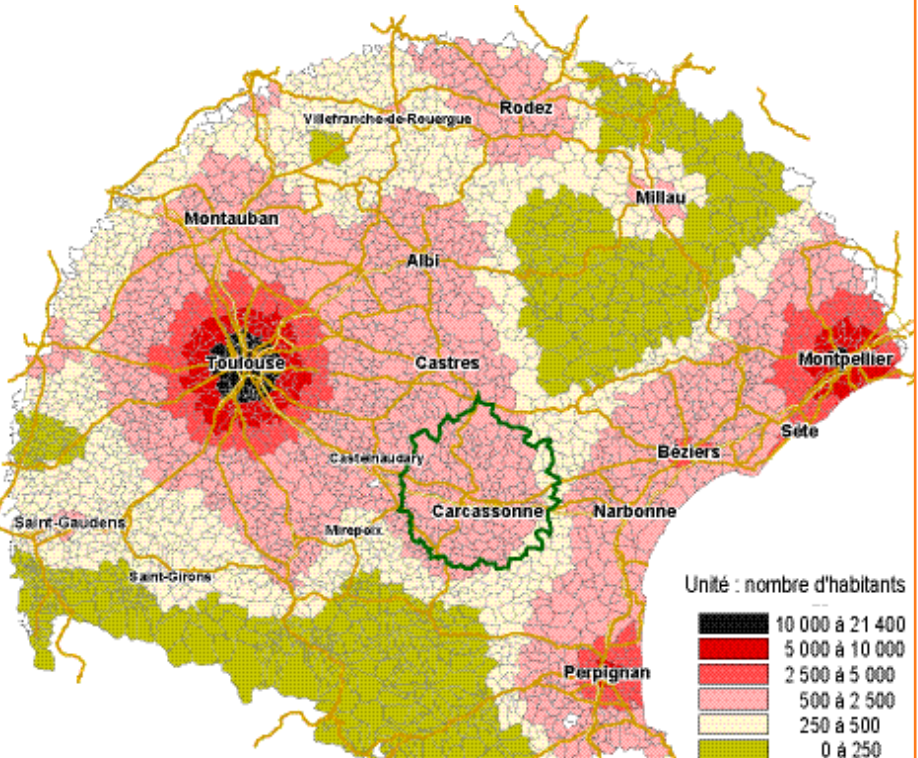 Rodez
Villefranche-de-Rouergue
Millau
Montauban
Albi
Toulouse
Castres
Montpellier
Sète
Béziers
Castelnaudary
Carcassonne
Narbonne
Saint-Gaudens
Mirepoix
Saint-Girons
Perpignan
Unité : nombre d'habitants
10 000 à 21 400
5 000 à 10 000
2 500 à 5 000
500 à 2 500
250 à 500
0 à 250